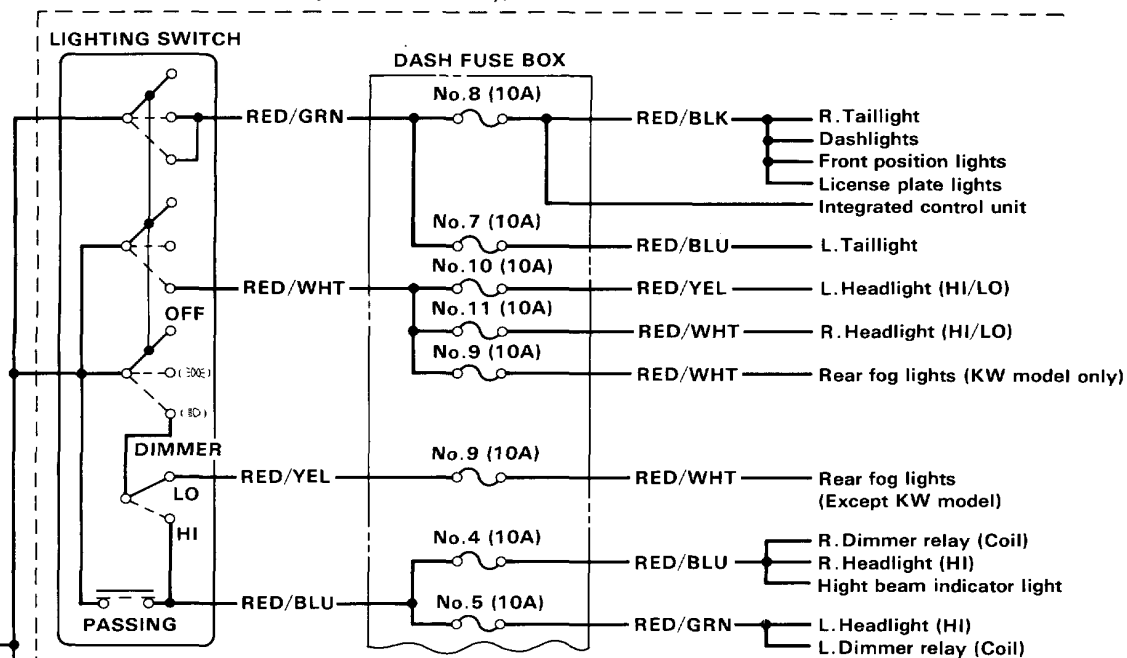 LIGHTING SWITCH
DASH FUSE BOX
No.8 (10A)
RED/GRN
RED/BLK
R.Taillight
Dashlights
Front position lights
License plate lights
Integrated control unit
No.7 (10A)
RED/BLU
L.Taillight
No.10 (10A)
RED/WHT
RED/YEL
L.Headlight (HI/LO)
OFF
No.11 (10A)
RED/WHT
R.Headlight (HI/LO)
No.9 (10A)
RED/WHT
Rear fog lights (KW model only)
DIMMER
No.9 (10A)
RED/YEL
RED/WHT
Rear fog lights
(Except KW model)
LO
HI
No.4 (10A)
RED/BLU
R.Dimmer relay (Coil)
R.Headlight (HI)
Hight beam indicator light
RED/BLU
No.5 (10A)
PASSING
RED/GRN
L.Headlight (HI)
L.Dimmer relay (Coil)